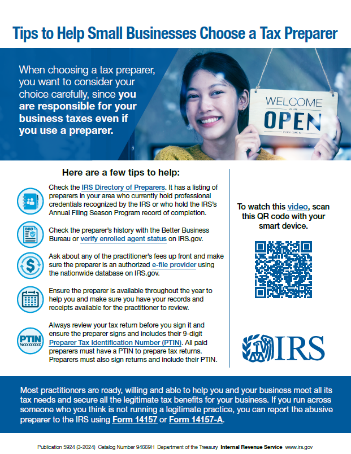 Tips to Help Small Businesses Choose a Tax Preparer
When choosing a tax preparer,
you want to consider your
choice carefully, since you
are responsible for your
business taxes even if
you use a preparer.
WELCOME
OPEN
Here are a few tips to help:
Check the IRS Directory of Preparers. It has a listing of
preparers in your area who currently hold professional
credentials recognized by the IRS or who hold the IRS's
Annual Filing Season Program record of completion.
Check the preparer's history with the Better Business
Bureau or verify enrolled agent status on IRS.gov.
$
Ask about any of the practitioner's fees up front and make
sure the preparer is an authorized e-file provider using
the nationwide database on IRS.gov.
Ensure the preparer is available throughout the year to
help you and make sure you have your records and
receipts available for the practitioner to review.
PTIN
Always review your tax return before you sign it and
ensure the preparer signs and includes their 9-digit
Preparer Tax Identification Number (PTIN). All paid
preparers must have a PTIN to prepare tax returns.
Preparers must also sign returns and include their PTIN.
To watch this video, scan
this QR code with your
smart device.
IRS
Most practitioners are ready, willing and able to help you and your business meet all its
tax needs and secure all the legitimate tax benefits for your business. If you run across
someone who you think is not running a legitimate practice, you can report the abusive
preparer to the IRS using Form 14157 or Form 14157-A.
Publication 5924 (3-2024) Catalog Number Department of the Treasury Internal Revenue Service www.irs.gov